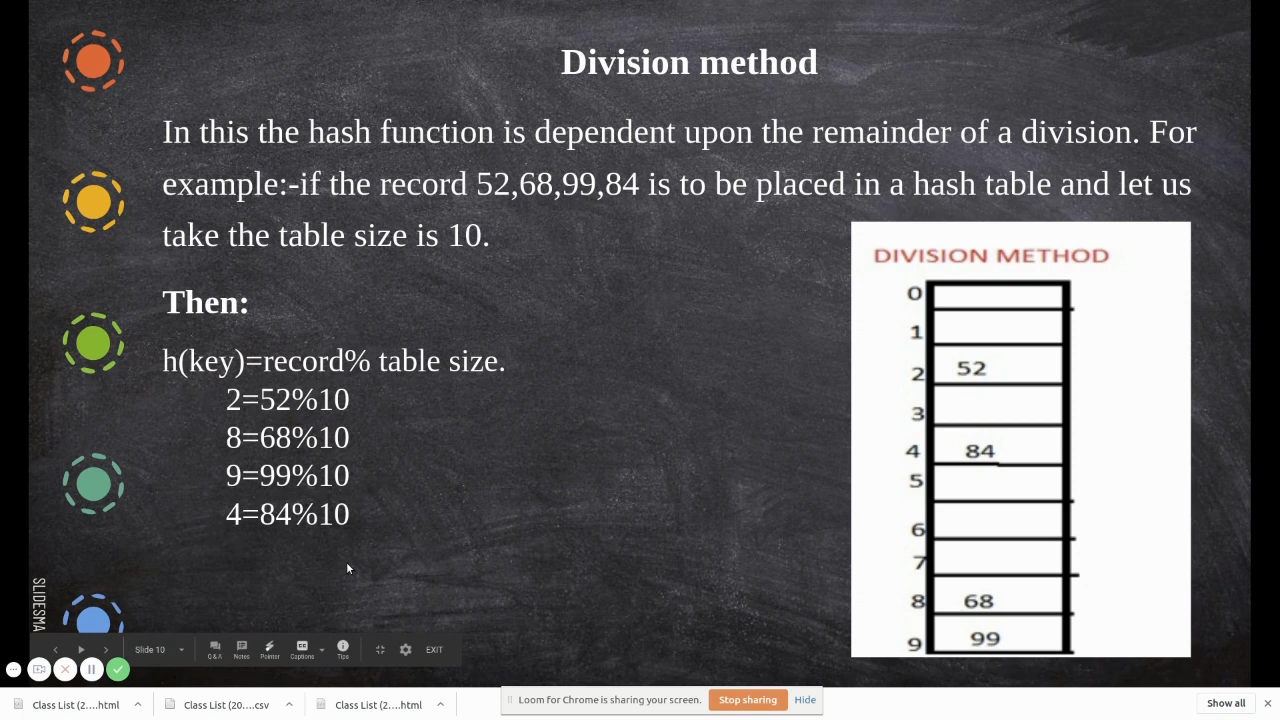 Division method
In this the hash function is dependent upon the remainder of a division. For
example:-if the record 52,68,99,84 is to be placed in a hash table and let us
take the table size is 10.
Then:
h(key)=record% table size.
2=52%10
8=68%10
9=99%10
4=84%10
DIVISION METHOD
0
1
2 52
3
4 84
5
6
7
8 68
9 99
SLIDESMA
Slide 10
Q & A
Notes
Pointer
Captions
Tips
EXIT
Class List (2....html
Class List (20....csv
Class List (2....html
Loom for Chrome is sharing your screen.
Stop sharing
Hide
Show all